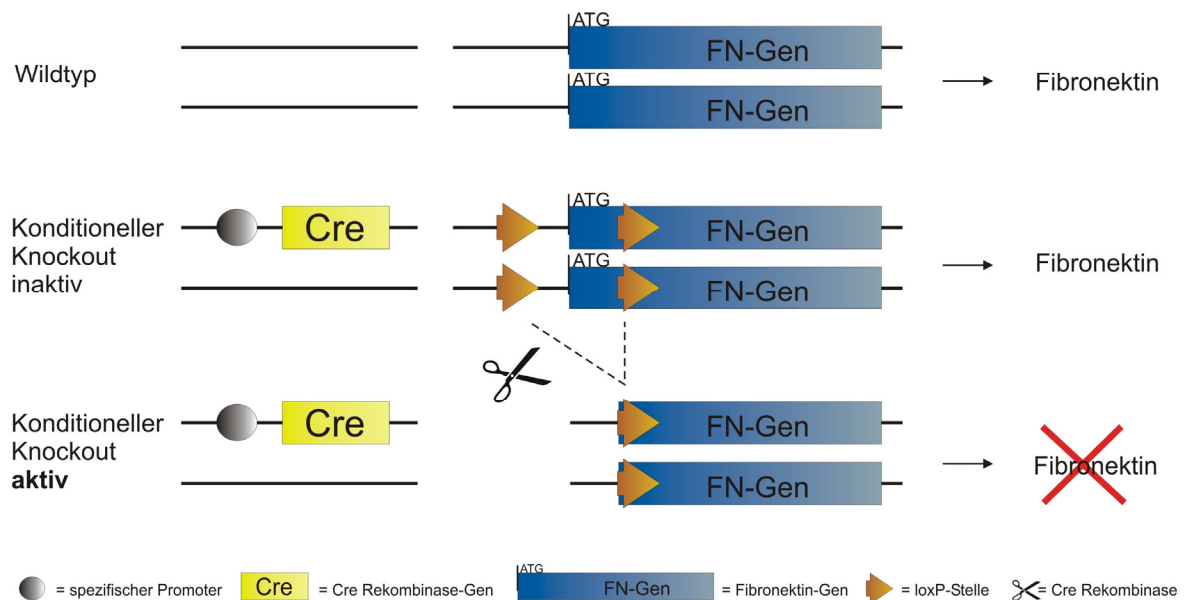 ATG
FN-Gen
Wildtyp
ATG
FN-Gen
Fibronektin
ATG
Konditioneller
Knockout
inaktiv
Cre
FN-Gen
Fibronektin
ATG
FN-Gen
Konditioneller
Knockout
aktiv
Cre
FN-Gen
Fibronektin
FN-Gen
ATG
= spezifischer Promoter
Cre
= Cre Rekombinase-Gen
FN-Gen
= Fibronektin-Gen
= loxP-Stelle
= Cre Rekombinase